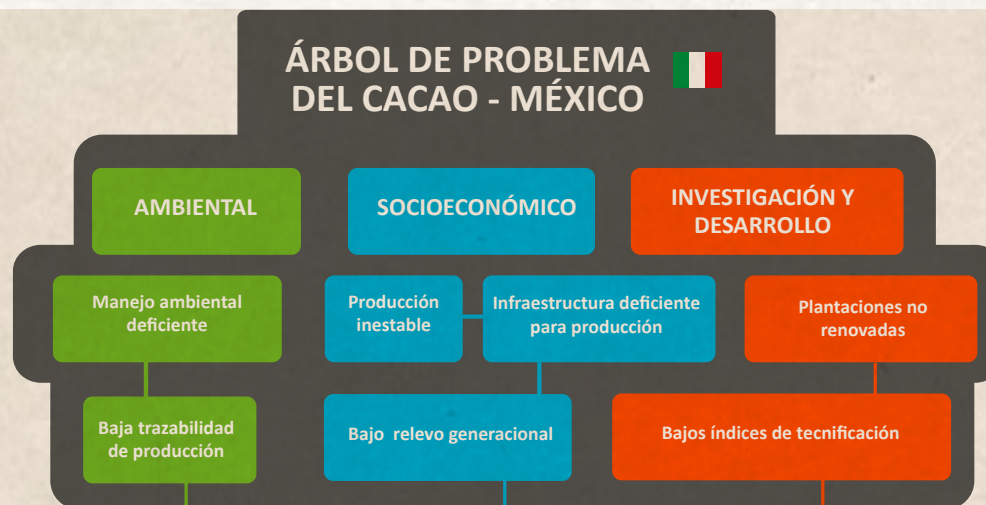 ÁRBOL DE PROBLEMA
DEL CACAO - MÉXICO
AMBIENTAL
SOCIOECONÓMICO
INVESTIGACIÓN Y
DESARROLLO
Manejo ambiental
deficiente
Producción
inestable
Infraestructura deficiente
para producción
Plantaciones no
renovadas
Baja trazabilidad
de producción
Bajo relevo generacional
Bajos índices de tecnificación